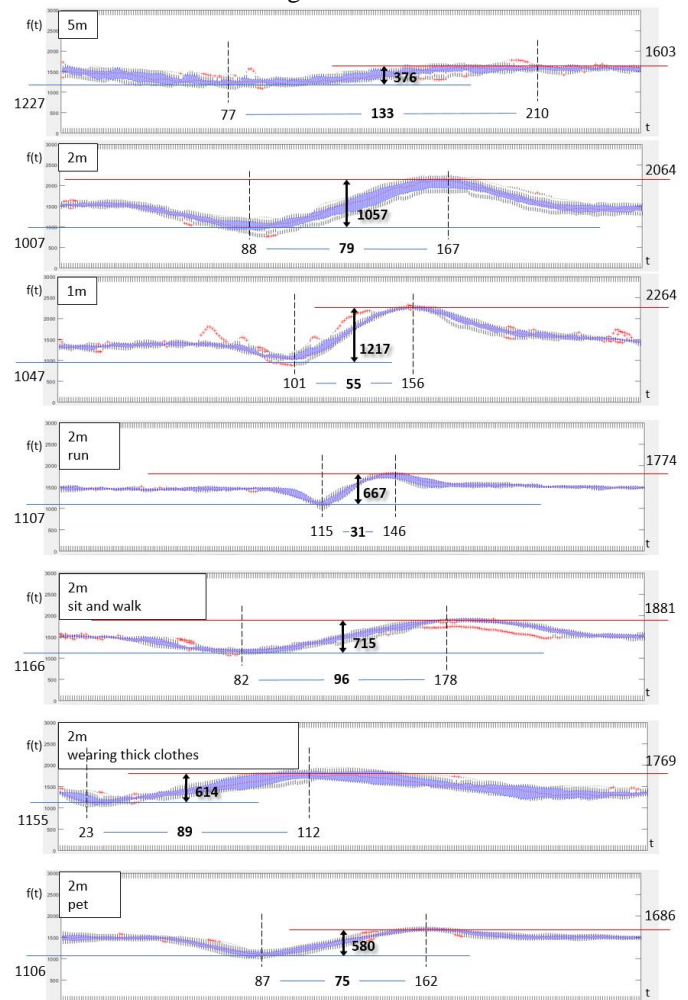 f(t) 5m
1603
376
1227
77 133 210 t
f(t) 2m
2064
1057
1007
88 79 167 t
f(t) 1m
2264
1217
1047
101 55 156 t
f(t) 2m
run
1774
667
1107
115 31 146 t
f(t) 2m
sit and walk
1881
715
1166
82 96 178 t
f(t) 2m
wearing thick clothes
1769
614
1155
23 89 112 t
f(t) 2m
pet
1686
580
1106
87 75 162 t